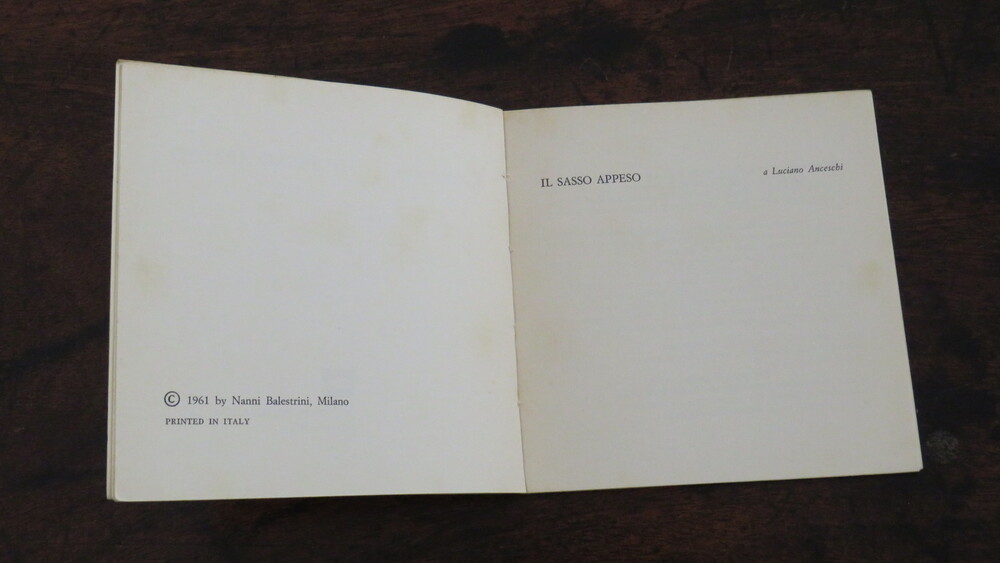 © 1961 by Nanni Balestrini, Milano
PRINTED IN ITALY
IL SASSO APPESO
a Luciano Anceschi